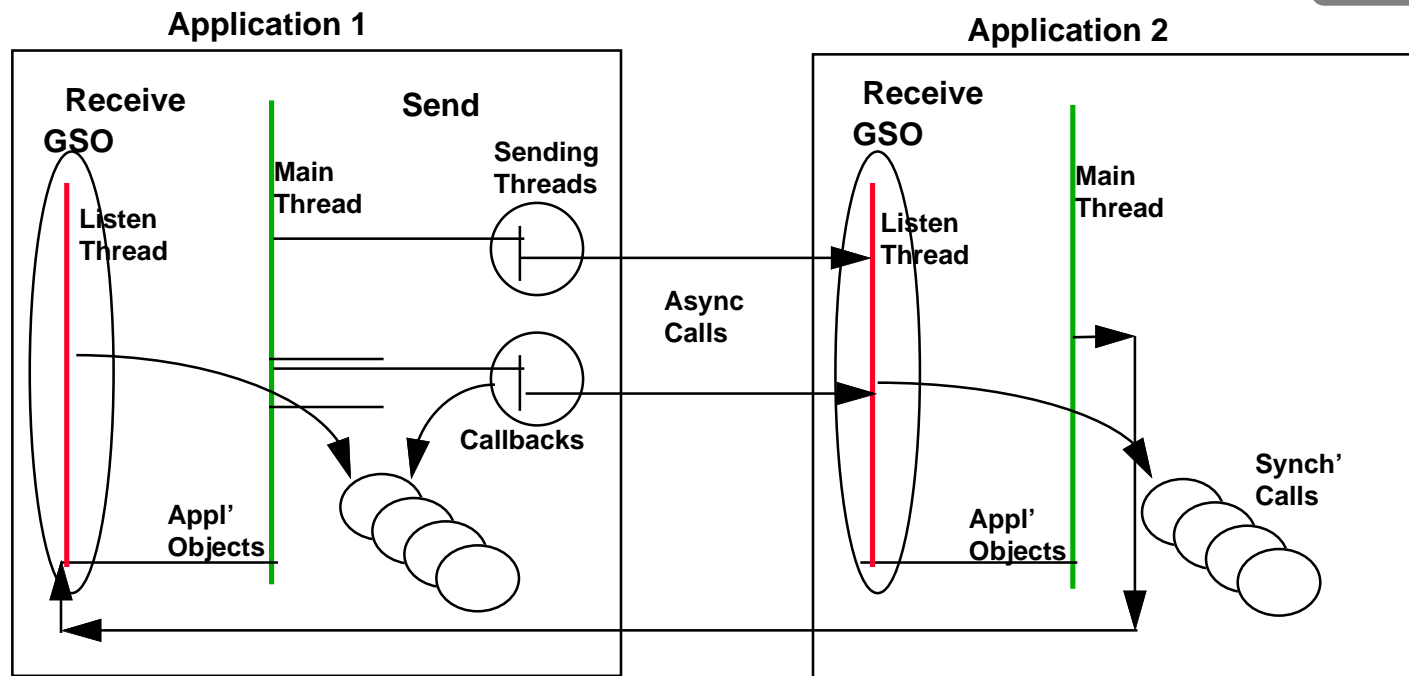 Application 1
Receive
GSO
Send
Main
Thread
Sending
Threads
Listen
Thread
Callbacks
Appl'
Objects
Async
Calls
Application 2
Receive
GSO
Listen
Thread
Main
Thread
Synch'
Calls
Appl'
Objects